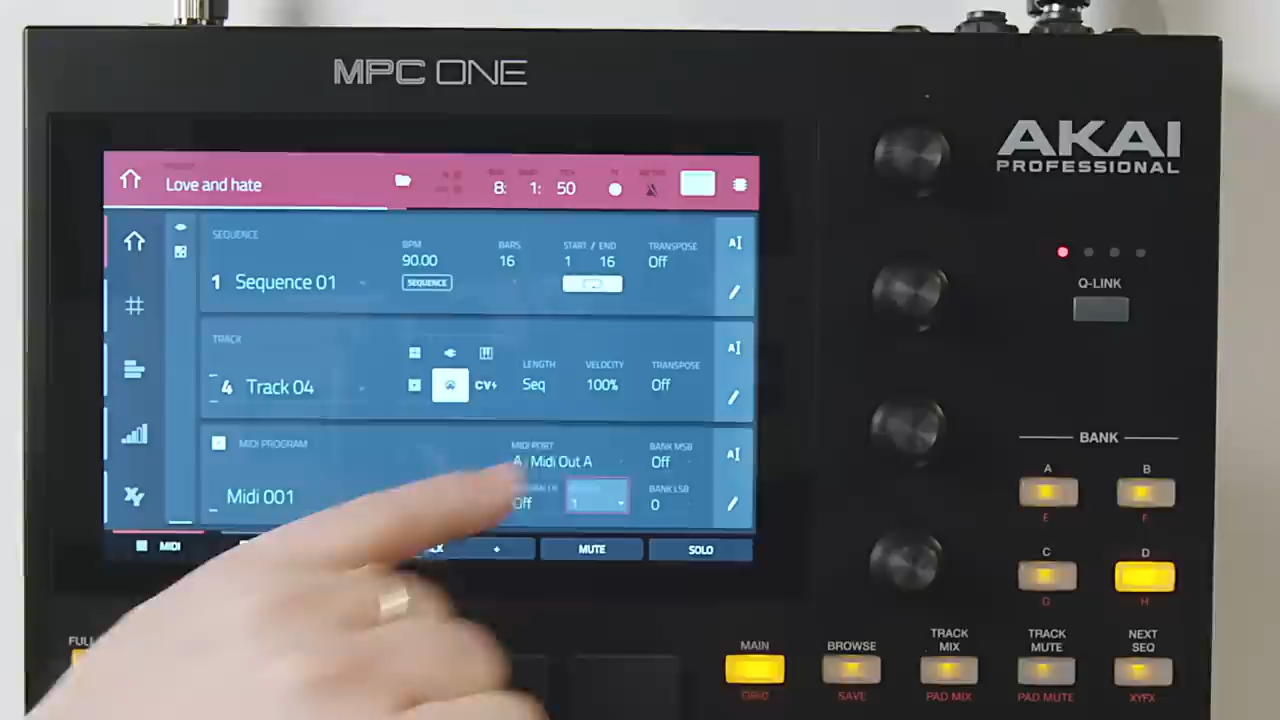 MPC ONE
AKAI
PROFESSIONAL
Love and hate
8: 1: 50
SEQUENCE
1 Sequence 01
BPM
90.00
SEQUENCE
BARS
16
START / END
1 16
TRANSPOSE
Off
TRACK
4 Track 04
CV
LENGTH
Seq
VELOCITY
100%
TRANSPOSE
Off
MIDI PROGRAM
Midi 001
MIDI PORT
A Midi Out A
BANK MSB
Off
Off
1
BANK LSB
0
MIDI
+
MUTE
SOLO
Q-LINK
BANK
A
B
E
F
C
D
G
H
MAIN
BROWSE
TRACK
MIX
TRACK
MUTE
NEXT
SEQ
GRID
SAVE
PAD MIX
PAD MUTE
XYFX
FULL